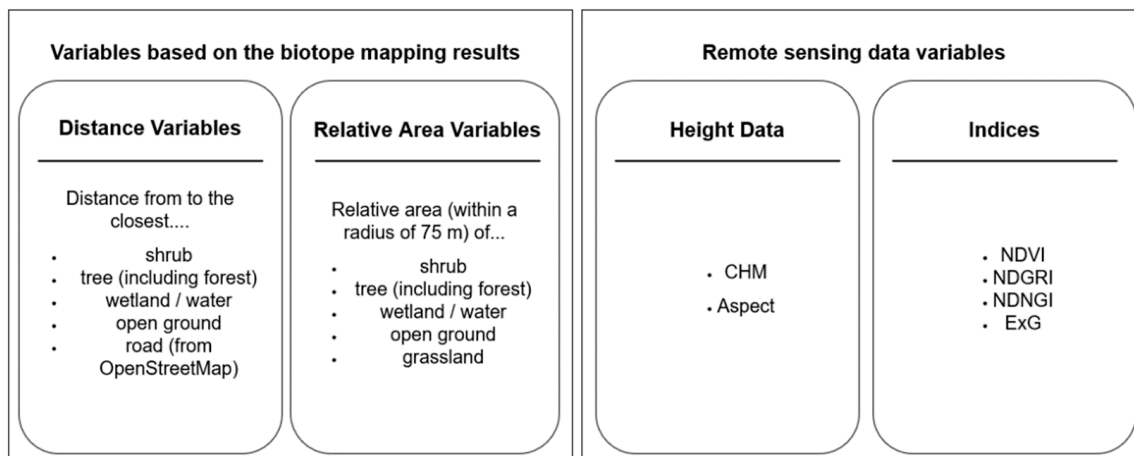 Variables based on the biotope mapping results
Distance Variables
Distance from to the
closest....
• shrub
• tree (including forest)
• wetland / water
• open ground
• road (from
OpenStreetMap)
Relative Area Variables
Relative area (within a
radius of 75 m) of...
• shrub
• tree (including forest)
• wetland / water
• open ground
• grassland
Remote sensing data variables
Height Data
• CHM
• Aspect
Indices
• NDVI
• NDGRI
• NDNGI
• ExG